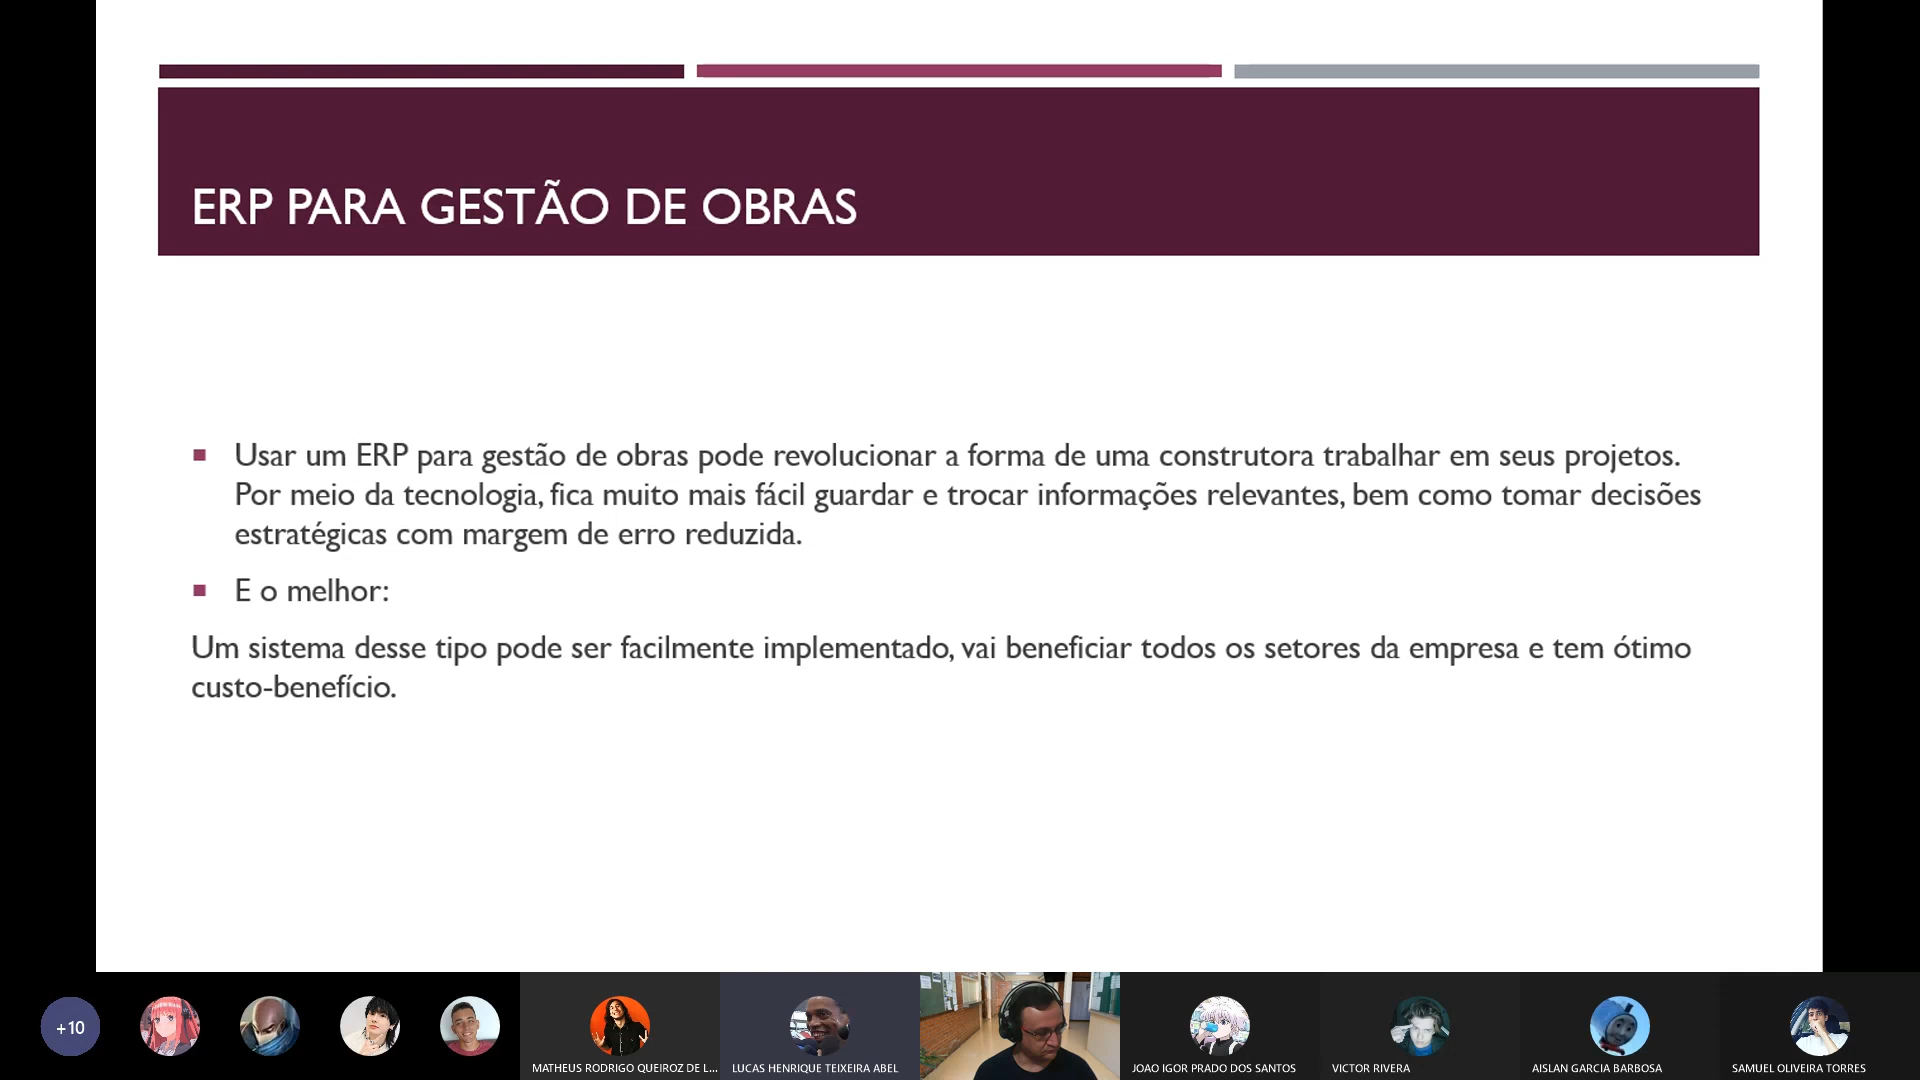 ERP PARA GESTÃO DE OBRAS
Usar um ERP para gestão de obras pode revolucionar a forma de uma construtora trabalhar em seus projetos.
Por meio da tecnologia, fica muito mais fácil guardar e trocar informações relevantes, bem como tomar decisões
estratégicas com margem de erro reduzida.
E o melhor:
Um sistema desse tipo pode ser facilmente implementado, vai beneficiar todos os setores da empresa e tem ótimo
custo-benefício.
+10
MATHEUS RODRIGO QUEIROZ DE L...
LUCAS HENRIQUE TEIXEIRA ABEL
JOAO IGOR PRADO DOS SANTOS
VICTOR RIVERA
AISLAN GARCIA BARBOSA
SAMUEL OLIVEIRA TORRES